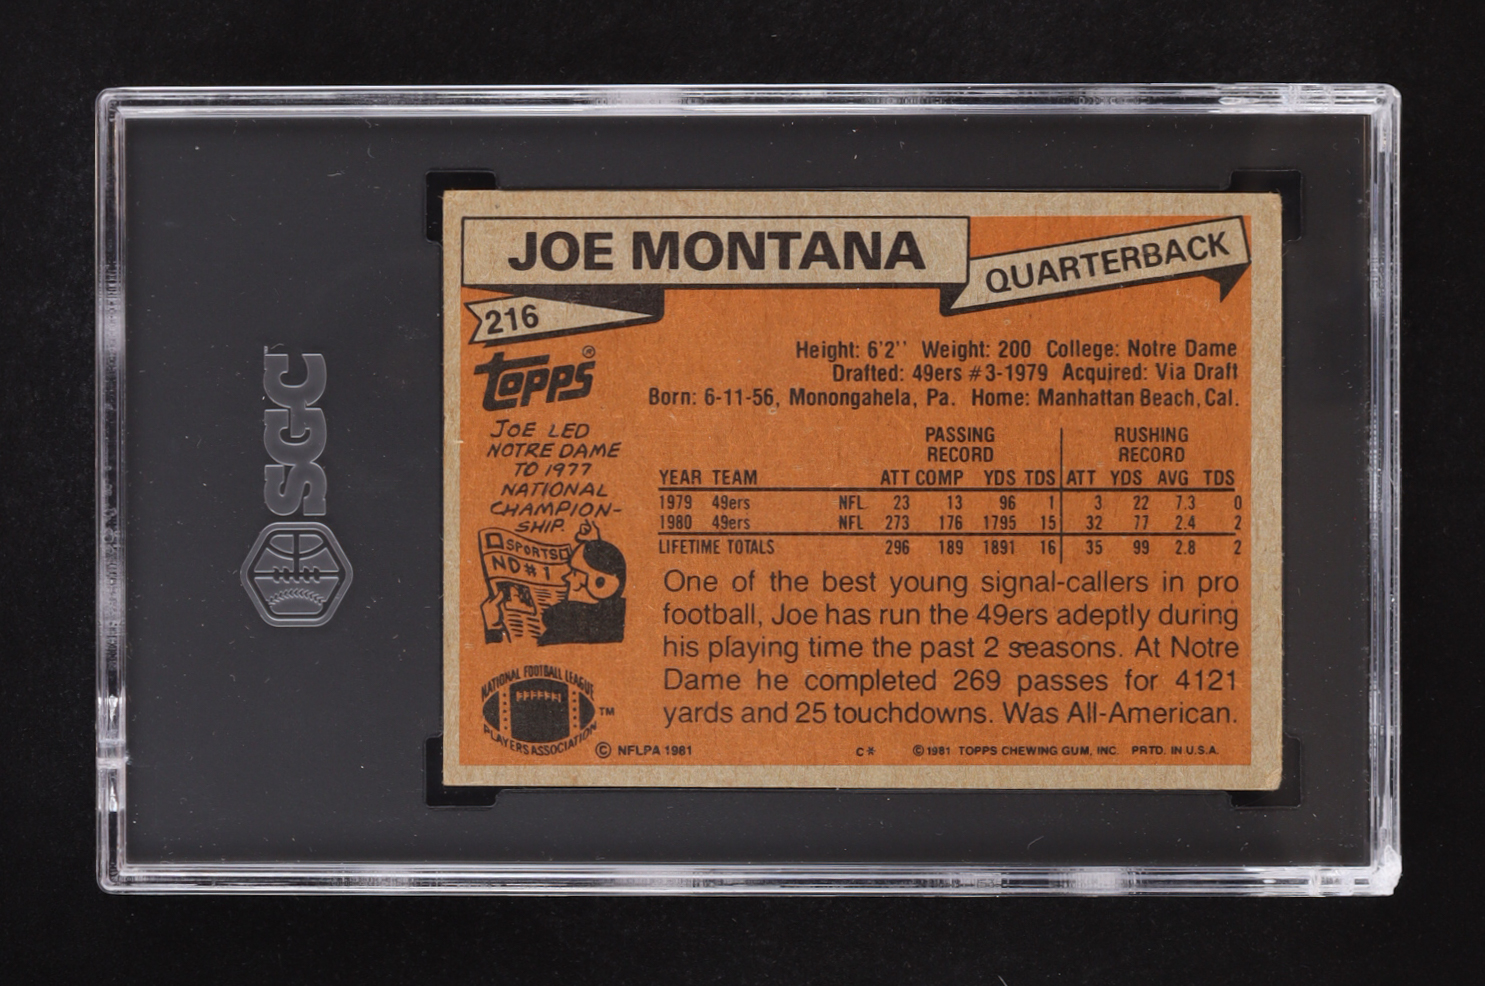 SGC
JOE MONTANA
QUARTERBACK
216
TOPPS®
Height: 6'2'' Weight: 200 College: Notre Dame
Drafted: 49ers #3-1979 Acquired: Via Draft
Born: 6-11-56, Monongahela, Pa. Home: Manhattan Beach, Cal.
JOE LED
NOTRE DAME
TO 1977
NATIONAL
CHAMPION-
SHIP.
SPORTS
ND #1
PASSING RUSHING
RECORD RECORD
YEAR TEAM ATT COMP YDS TDS ATT YDS AVG TDS
1979 49ers NFL 23 13 96 1 3 22 7.3 0
1980 49ers NFL 273 176 1795 15 32 77 2.4 2
LIFETIME TOTALS 296 189 1891 16 35 99 2.8 2
One of the best young signal-callers in pro
football, Joe has run the 49ers adeptly during
his playing time the past 2 seasons. At Notre
Dame he completed 269 passes for 4121
yards and 25 touchdowns. Was All-American.
NATIONAL FOOTBALL LEAGUE
PLAYERS ASSOCIATION
TM
© NFLPA 1981 C* © 1981 TOPPS CHEWING GUM, INC. PRTD. IN U.S.A.